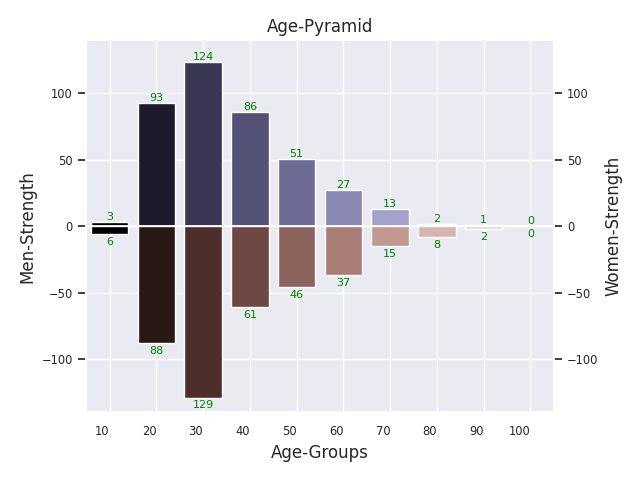 Age-Pyramid
Men-Strength
Women-Strength
100
50
0
−50
−100
100
50
0
−50
−100
3 93 124 86 51 27 13 2 1 0
6 88 129 61 46 37 15 8 2 0
10 20 30 40 50 60 70 80 90 100
Age-Groups